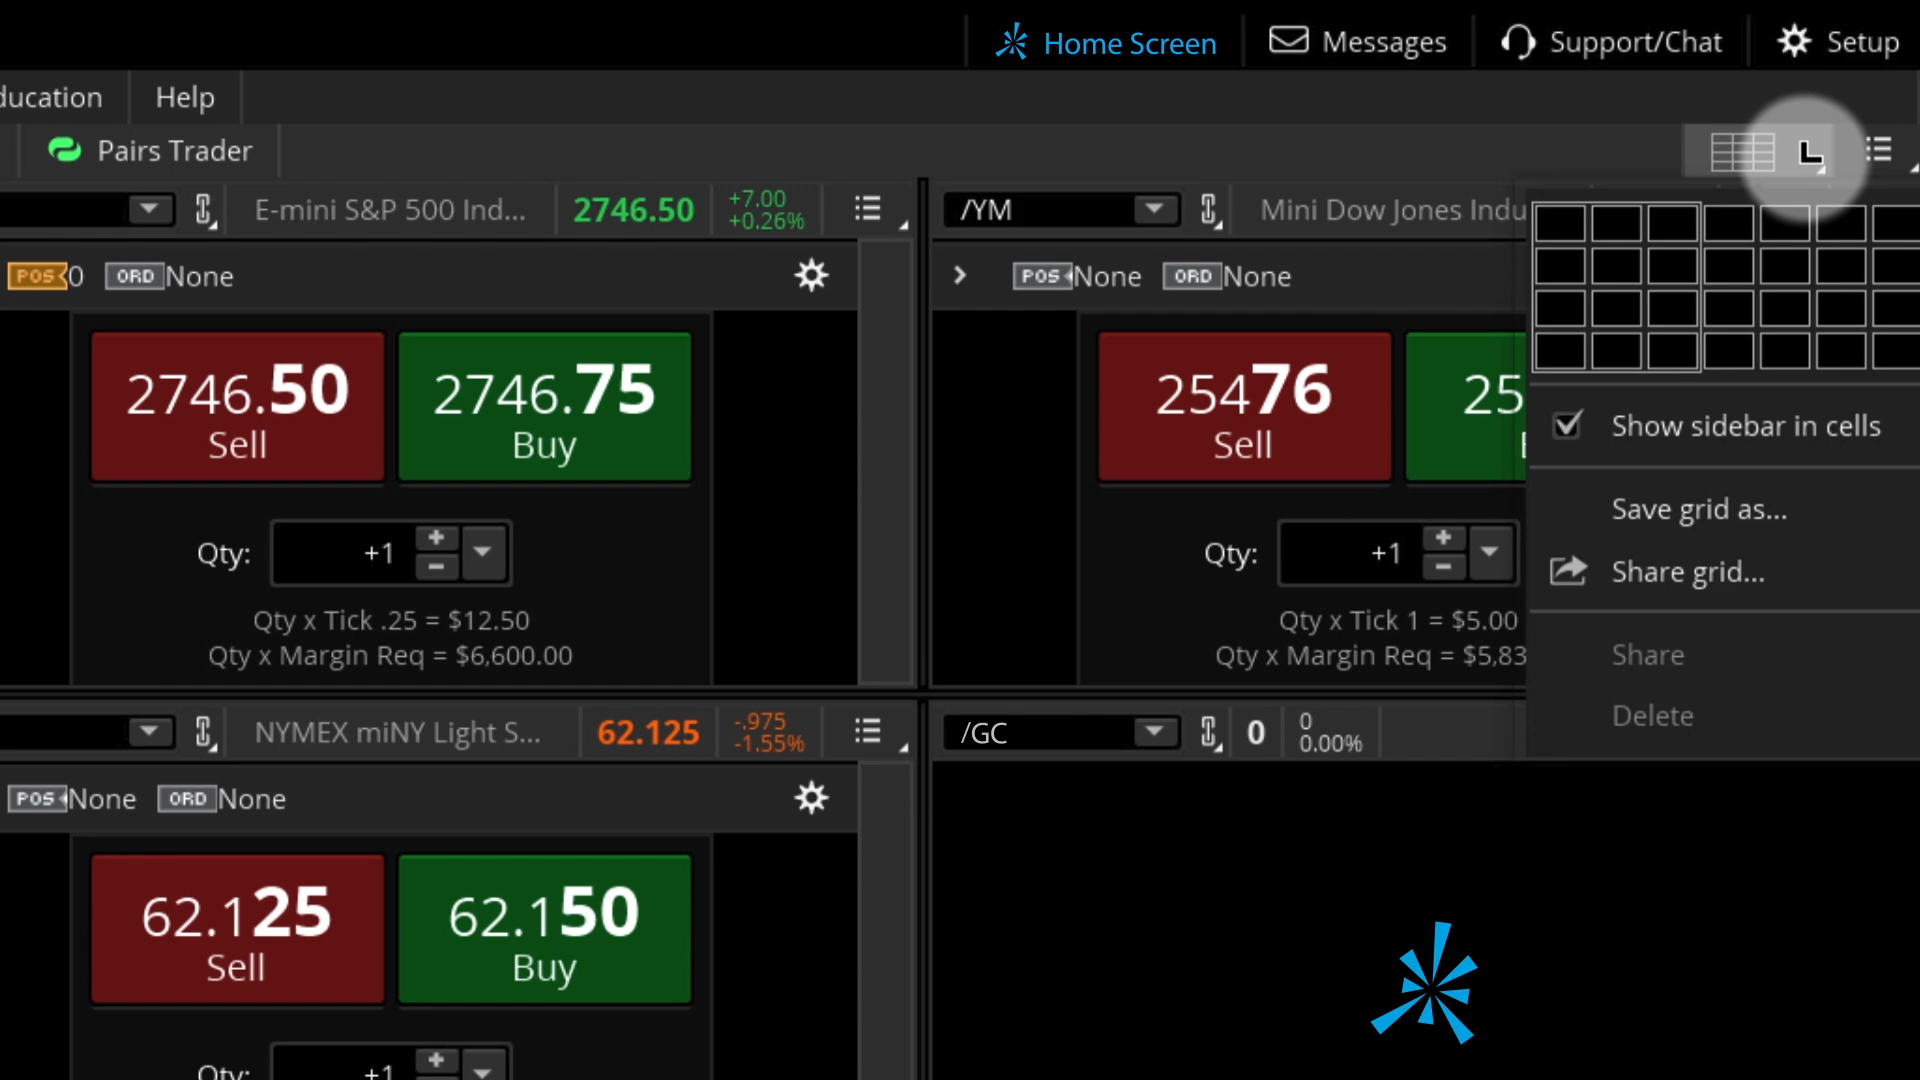 Home Screen
Messages
Support/Chat
Setup
ducation
Help
Pairs Trader
E-mini S&P 500 Ind...
2746.50
+7.00
+0.26%
/YM
Mini Dow Jones Indu
POS 0
ORD None
POS None
ORD None
2746.50
Sell
2746.75
Buy
25476
Sell
25
Show sidebar in cells
Save grid as...
Share grid...
Share
Delete
Qty:
+1
Qty:
+1
Qty x Tick .25 = $12.50
Qty x Margin Req = $6,600.00
Qty x Tick 1 = $5.00
Qty x Margin Req = $5,83
NYMEX miNY Light S...
62.125
-.975
-1.55%
/GC
0
0
0.00%
POS None
ORD None
62.125
Sell
62.150
Buy
Qty:
+1